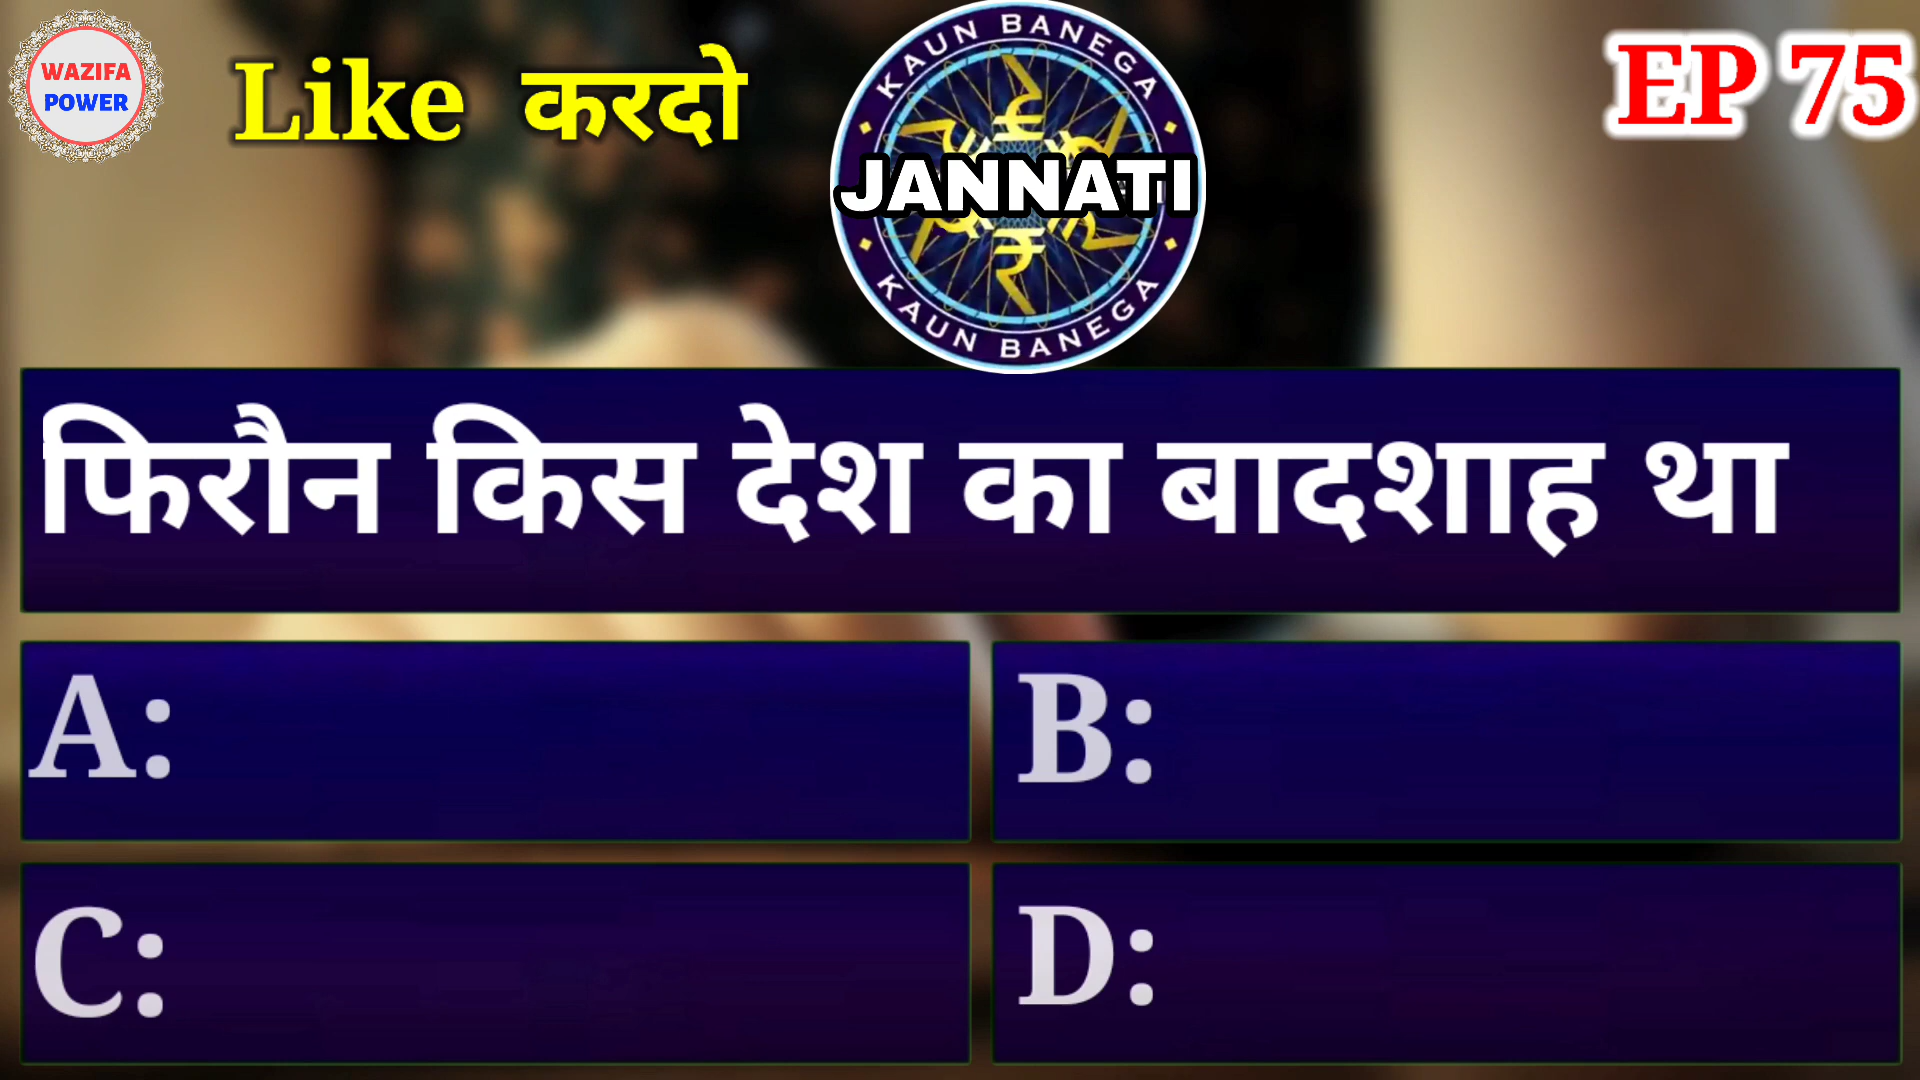 WAZIFA
POWER
Like करदो
KAUN BANEGA
JANNATI
KAUN BANEGA
EP 75
फिरौन किस देश का बादशाह था
A:
B:
C:
D: